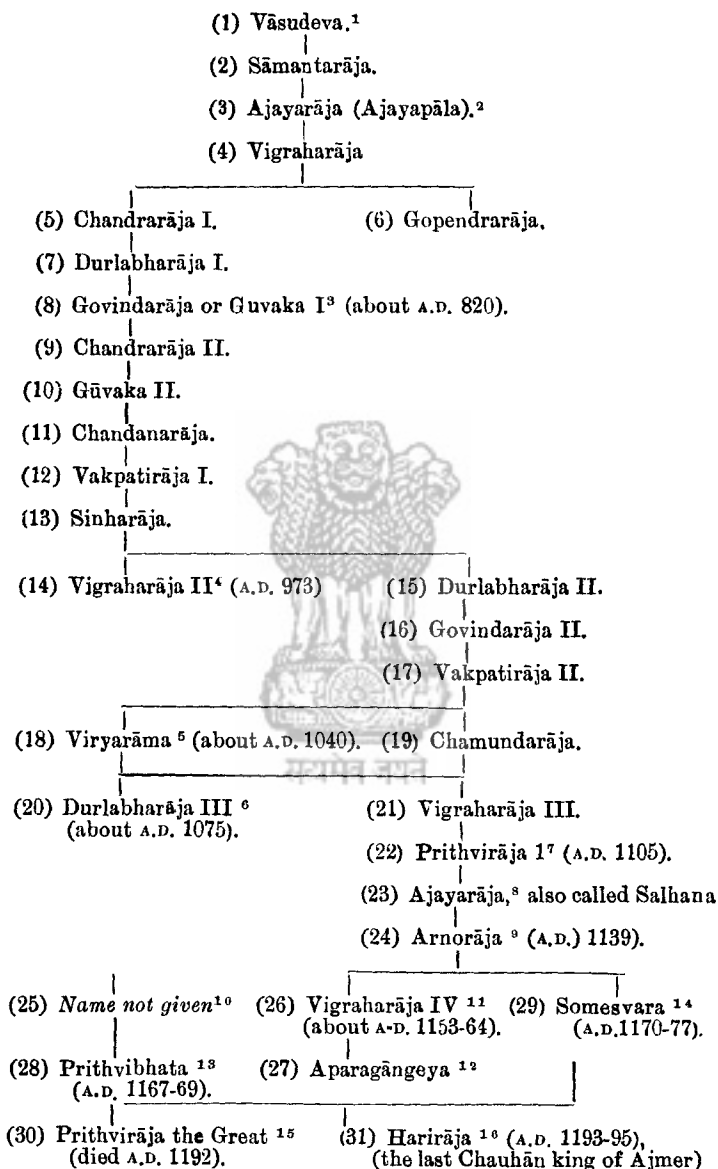 (1) Vāsudeva.¹
(2) Sāmantarāja.
(3) Ajayarāja (Ajayapāla).²
(4) Vigraharāja
(5) Chandrarāja I. (6) Gopendrarāja.
(7) Durlabharāja I.
(8) Govindarāja or Guvaka I³ (about A.D. 820).
(9) Chandrarāja II.
(10) Gūvaka II.
(11) Chandanarāja.
(12) Vakpatirāja I.
(13) Sinharāja.
(14) Vigraharāja II⁴ (A.D. 973) (15) Durlabharāja II.
(16) Govindarāja II.
(17) Vakpatirāja II.
(18) Viryarāma ⁵ (about A.D. 1040). (19) Chamundarāja.
सत्यमेव जयते
(20) Durlabharāja III ⁶ (21) Vigraharāja III.
(about A.D. 1075).
(22) Prithvirāja 1⁷ (A.D. 1105).
(23) Ajayarāja,⁸ also called Salhana
(24) Arnorāja ⁹ (A.D.) 1139).
(25) Name not given¹⁰ (26) Vigraharāja IV ¹¹ (29) Somesvara ¹⁴
(about A-D. 1153-64). (A.D.1170-77).
(28) Prithvibhata ¹³ (27) Aparagāngeya ¹²
(A.D. 1167-69).
(30) Prithvirāja the Great ¹⁵ (31) Harirāja ¹⁶ (A.D. 1193-95),
(died A.D. 1192). (the last Chauhān king of Ajmer)